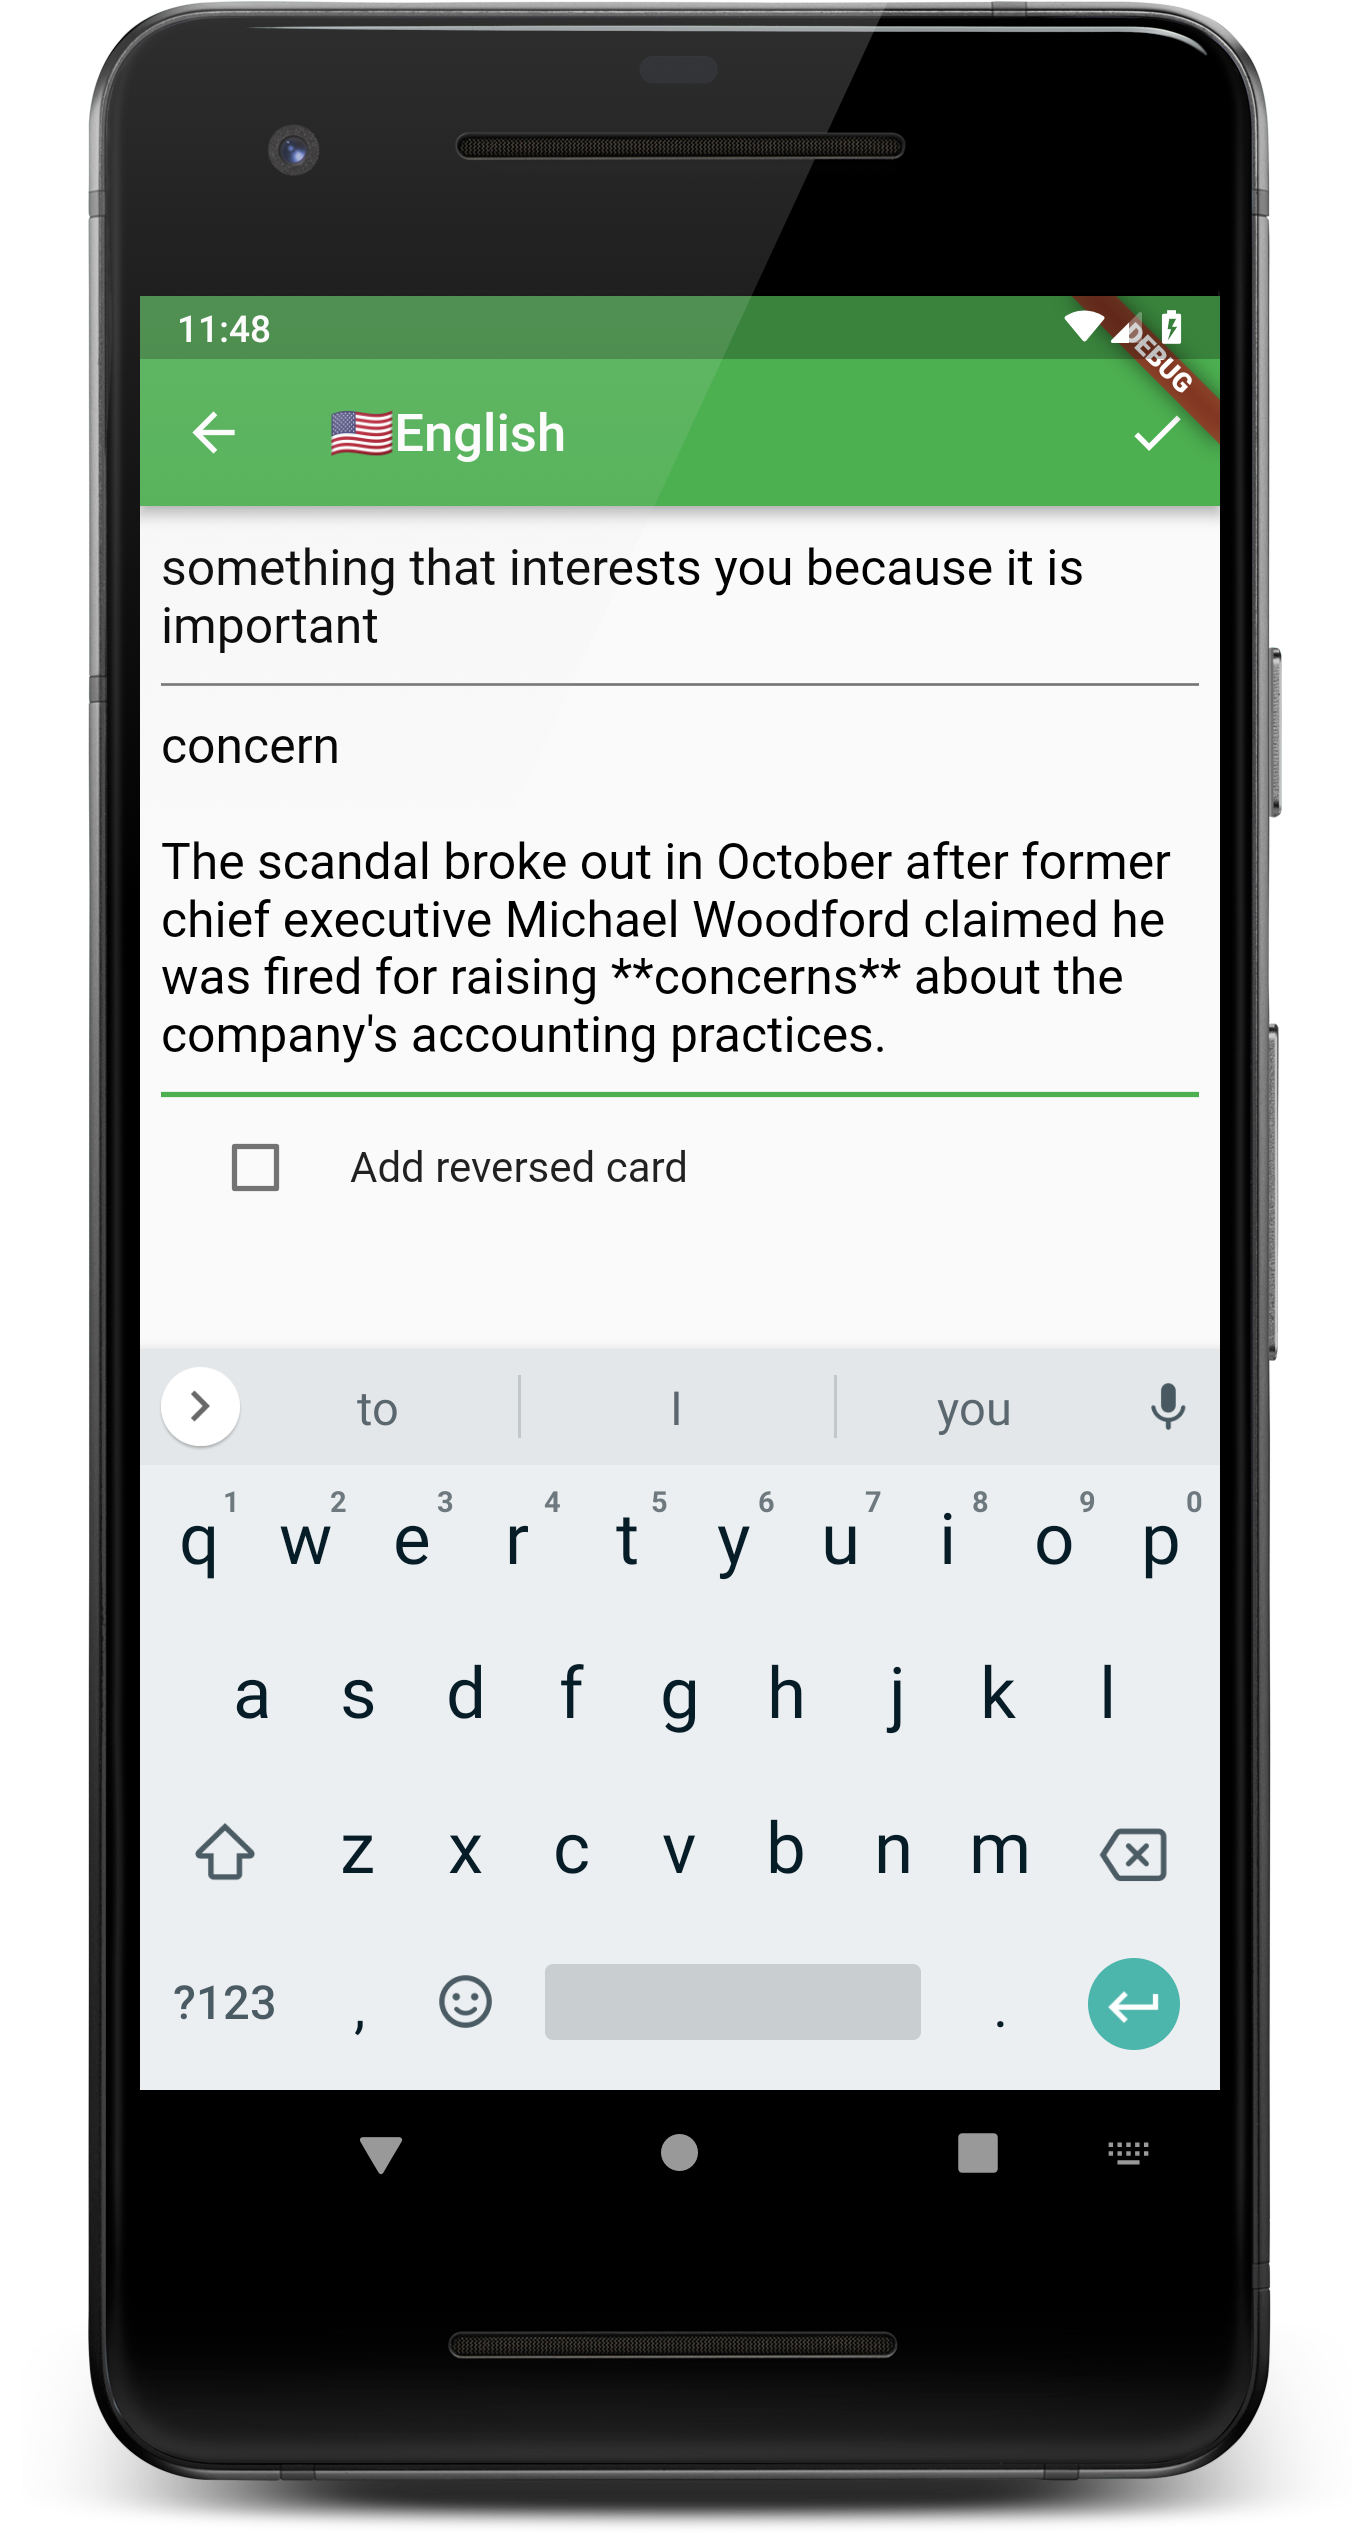 11:48
DEBUG
English
something that interests you because it is
important
concern
The scandal broke out in October after former
chief executive Michael Woodford claimed he
was fired for raising **concerns** about the
company's accounting practices.
Add reversed card
to I you
1 2 3 4 5 6 7 8 9 0
q w e r t y u i o p
a s d f g h j k l
z x c v b n m
?123 , .